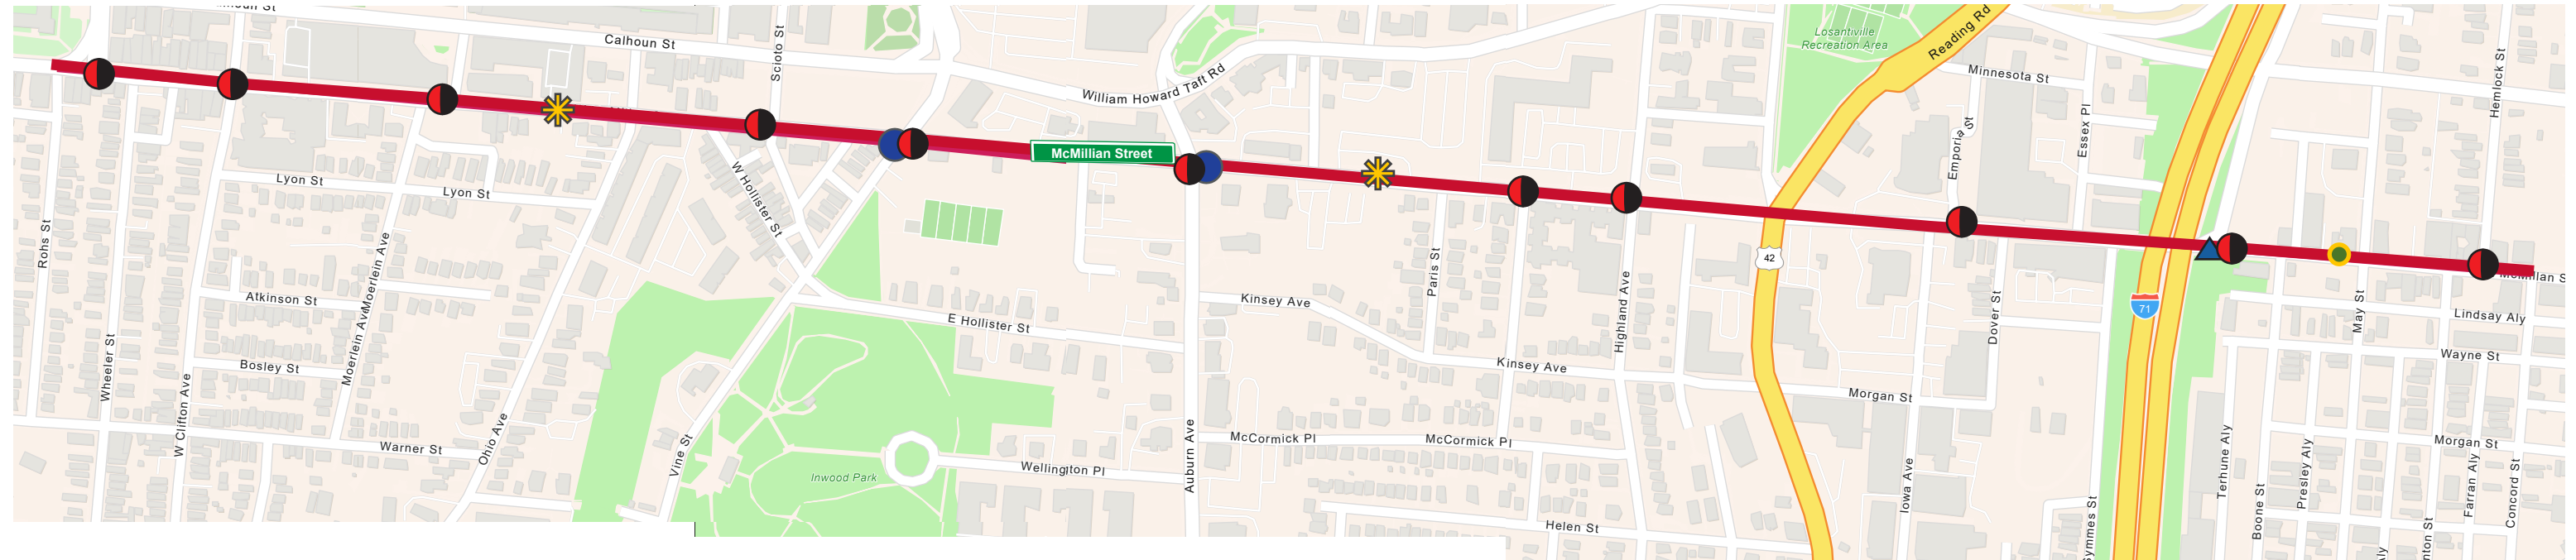 Calhoun St
Scioto St
William Howard Taft Rd
Losantiville
Recreation Area
Reading Rd
Minnesota St
Hemlock St
Essex Pl
Emporia St
McMillian Street
Lyon St
Lyon St
W Hollister St
Rohs St
Moerlein Ave
Paris St
42
Kinsey Ave
Atkinson St
E Hollister St
Highland Ave
Dover St
71
May St
Lindsay Aly
Wheeler St
Moerlein Ave
Bosley St
Kinsey Ave
Wayne St
W Clifton Ave
Morgan St
Warner St
Ohio Ave
Vine St
Inwood Park
Wellington Pl
Auburn Ave
McCormick Pl
McCormick Pl
Morgan St
Iowa Ave
Terhune Aly
Presley Aly
Farran Aly
Boone St
Concord St
Helen St